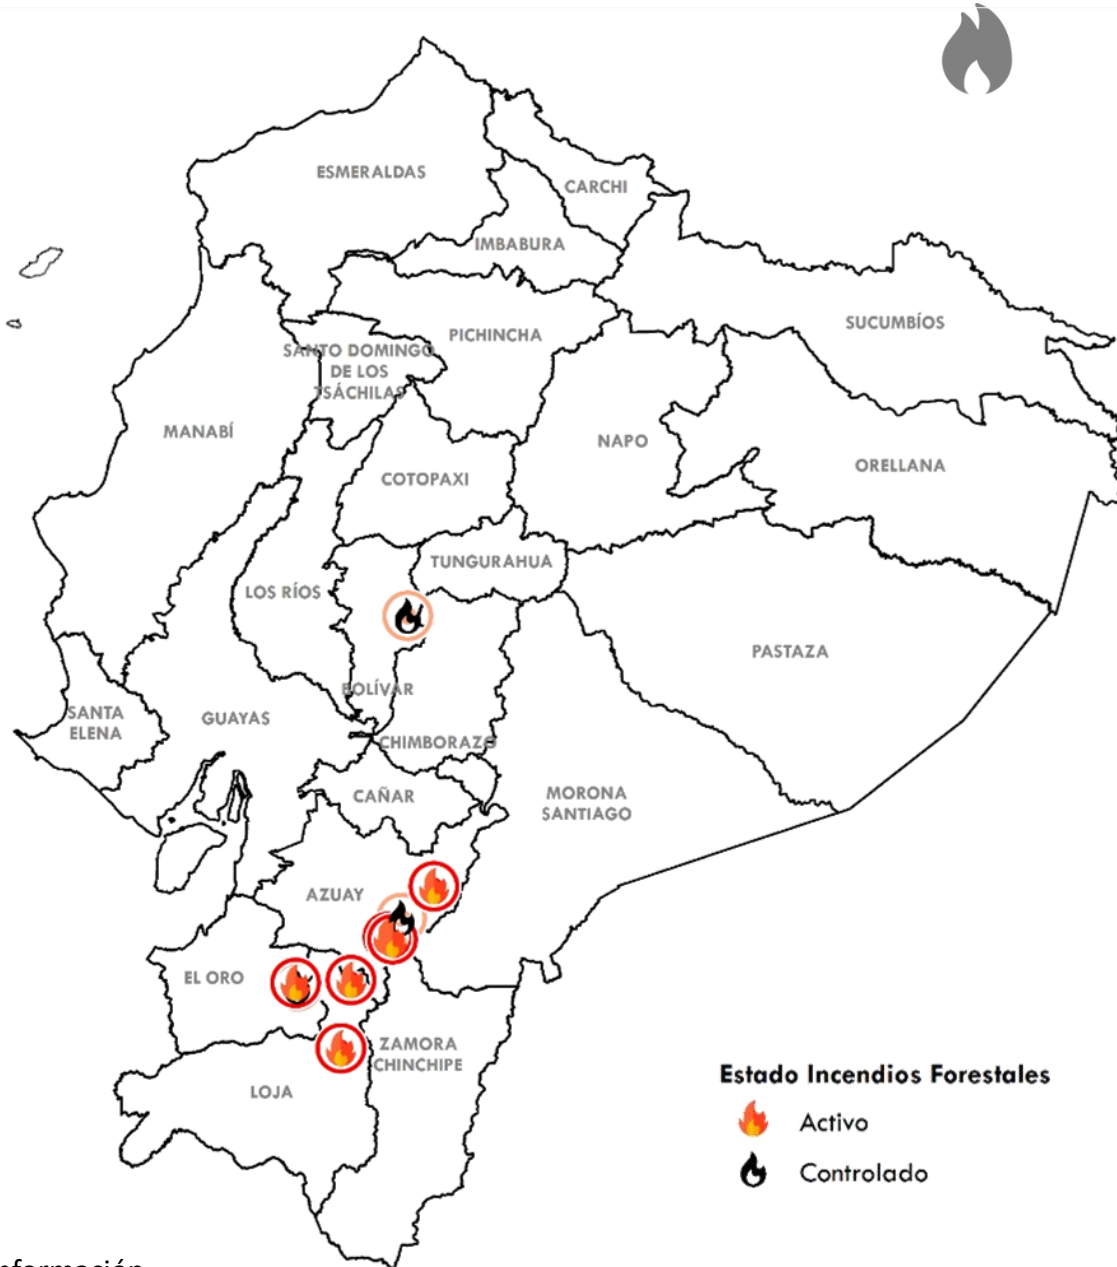 ESMERALDAS
CARCHI
IMBABURA
SUCUMBÍOS
PICHINCHA
SANTO DOMINGO
DE LOS
TSÁCHILAS
MANABÍ
NAPO
ORELLANA
COTOPAXI
TUNGURAHUA
LOS RÍOS
PASTAZA
BOLÍVAR
SANTA
ELENA
GUAYAS
CHIMBORAZO
CAÑAR
MORONA
SANTIAGO
AZUAY
EL ORO
ZAMORA
CHINCHIPE
LOJA
Estado Incendios Forestales
Activo
Controlado